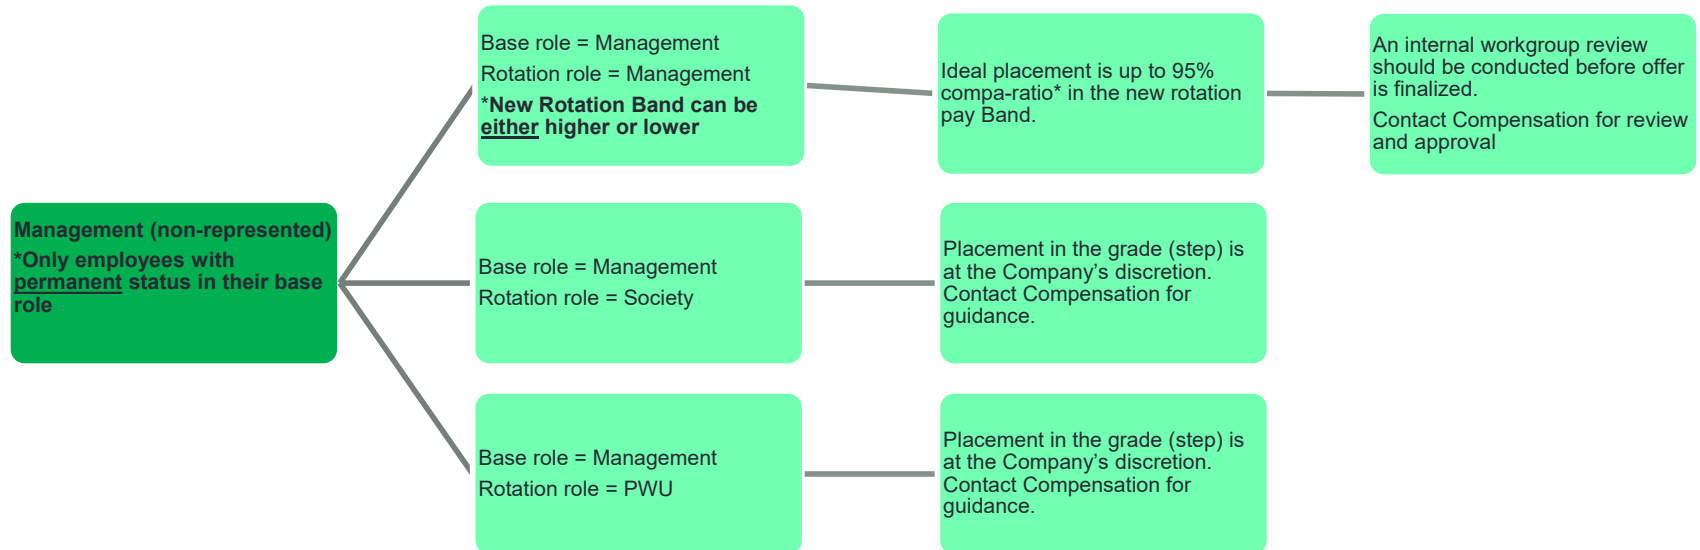 Management (non-represented)
*Only employees with
permanent status in their base
role
Base role = Management
Rotation role = Management
*New Rotation Band can be
either higher or lower
Ideal placement is up to 95%
compa-ratio* in the new rotation
pay Band.
An internal workgroup review
should be conducted before offer
is finalized.
Contact Compensation for review
and approval
Base role = Management
Rotation role = Society
Placement in the grade (step) is
at the Company’s discretion.
Contact Compensation for
guidance.
Base role = Management
Rotation role = PWU
Placement in the grade (step) is
at the Company’s discretion.
Contact Compensation for
guidance.